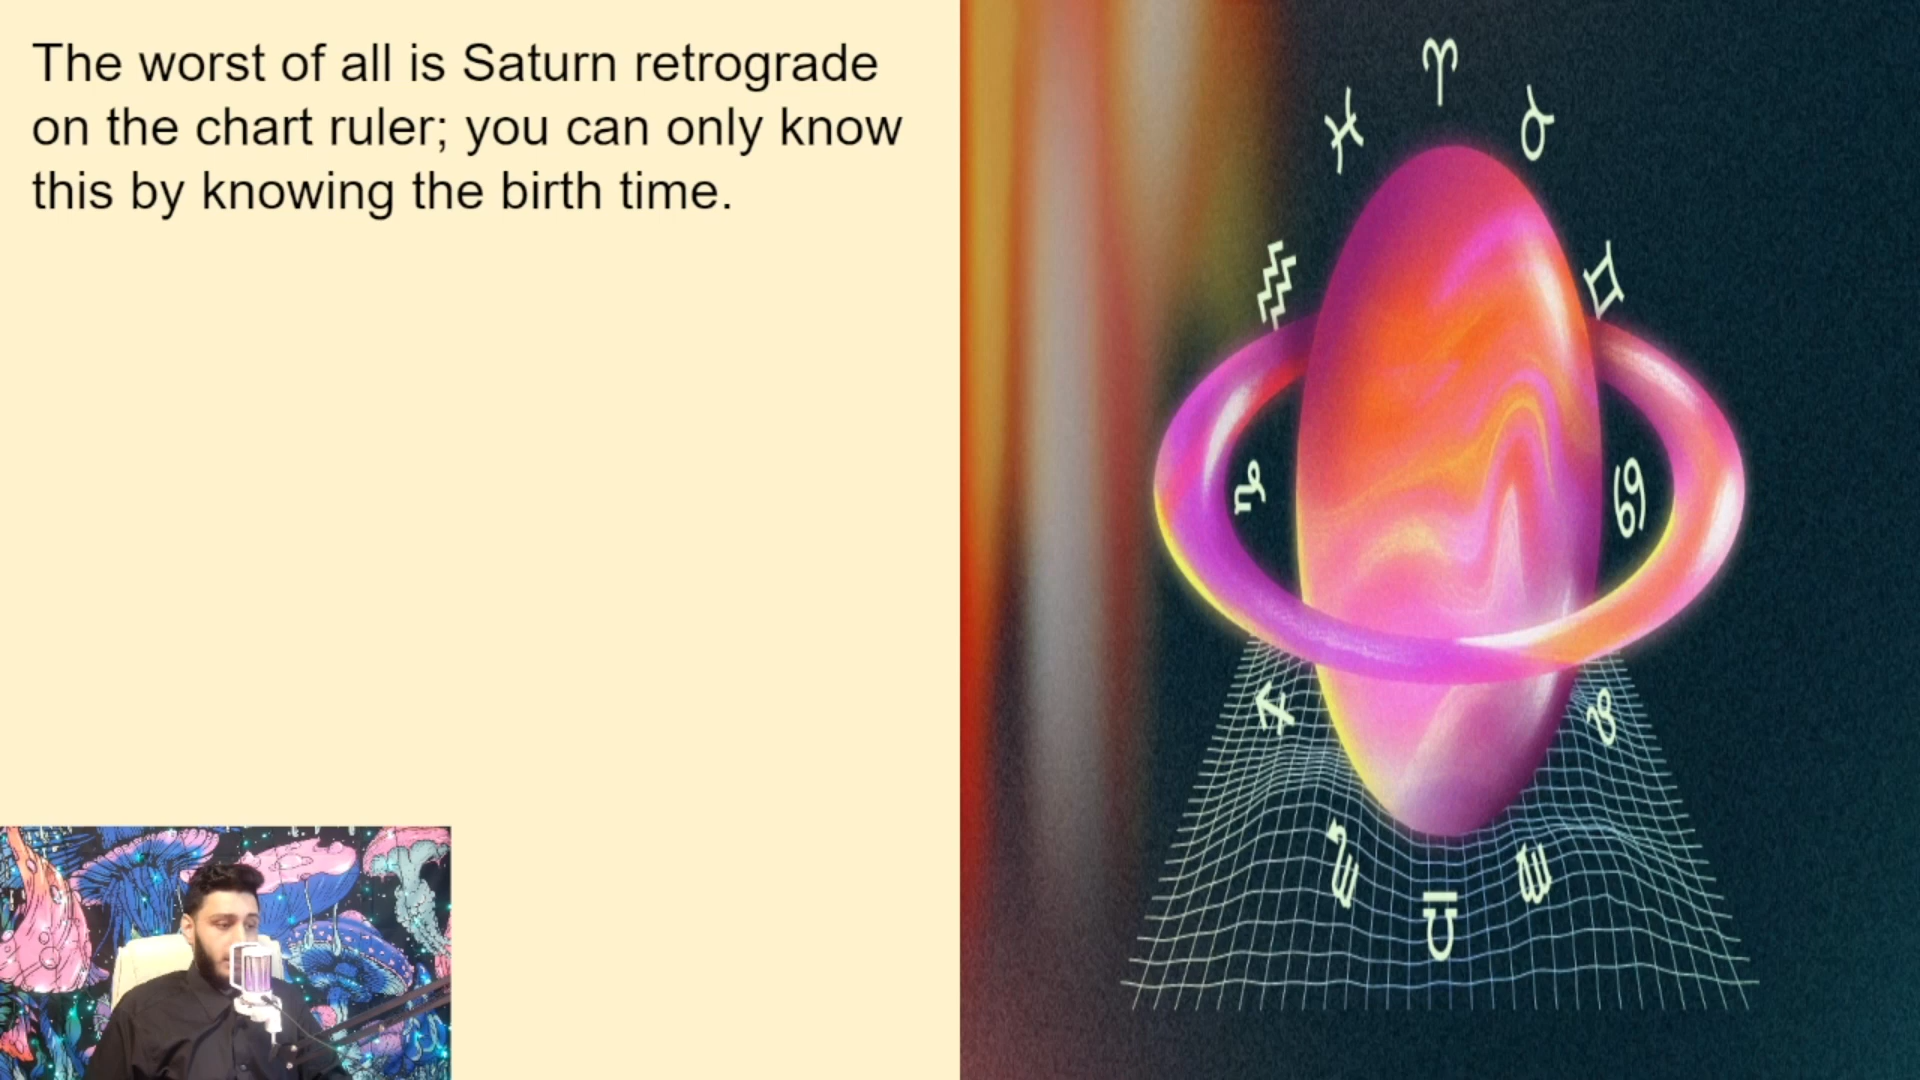 The worst of all is Saturn retrograde
on the chart ruler; you can only know
this by knowing the birth time.